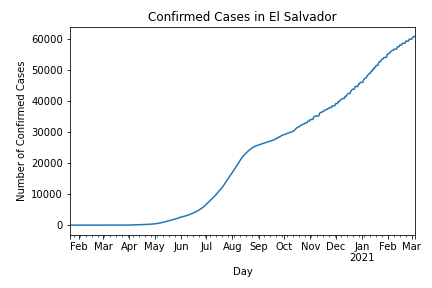 Confirmed Cases in El Salvador
Number of Confirmed Cases
60000
50000
40000
30000
20000
10000
0
Feb Mar Apr May Jun Jul Aug Sep Oct Nov Dec Jan Feb Mar
2021
Day